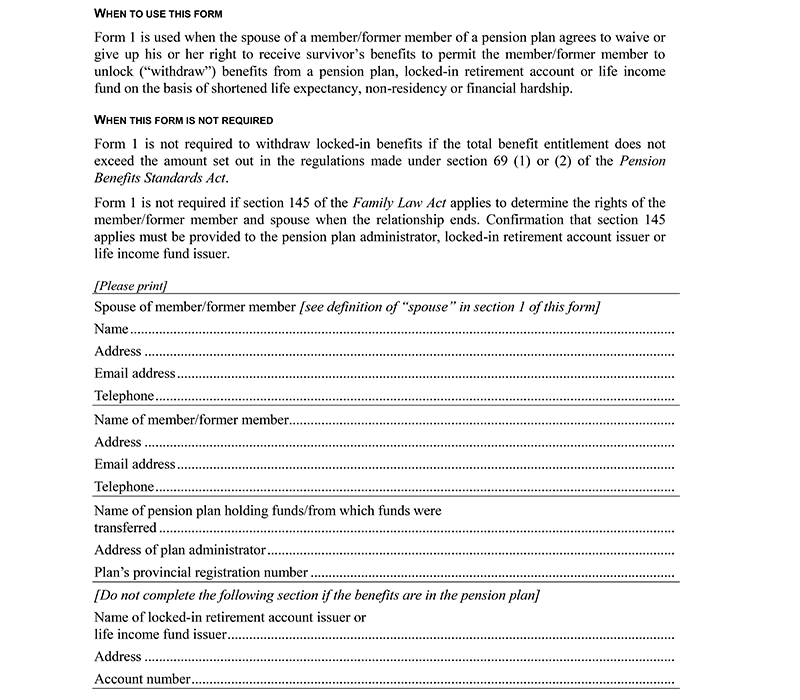 WHEN TO USE THIS FORM
Form 1 is used when the spouse of a member/former member of a pension plan agrees to waive or
give up his or her right to receive survivor's benefits to permit the member/former member to
unlock (“withdraw”) benefits from a pension plan, locked-in retirement account or life income
fund on the basis of shortened life expectancy, non-residency or financial hardship.
WHEN THIS FORM IS NOT REQUIRED
Form 1 is not required to withdraw locked-in benefits if the total benefit entitlement does not
exceed the amount set out in the regulations made under section 69 (1) or (2) of the Pension
Benefits Standards Act.
Form 1 is not required if section 145 of the Family Law Act applies to determine the rights of the
member/former member and spouse when the relationship ends. Confirmation that section 145
applies must be provided to the pension plan administrator, locked-in retirement account issuer or
life income fund issuer.
[Please print]
Spouse of member/former member [see definition of “spouse” in section 1 of this form]
Name
Address
Email address
Telephone
Name of member/former member
Address
Email address
Telephone
Name of pension plan holding funds/from which funds were
transferred
Address of plan administrator
Plan's provincial registration number
[Do not complete the following section if the benefits are in the pension plan]
Name of locked-in retirement account issuer or
life income fund issuer
Address
Account number